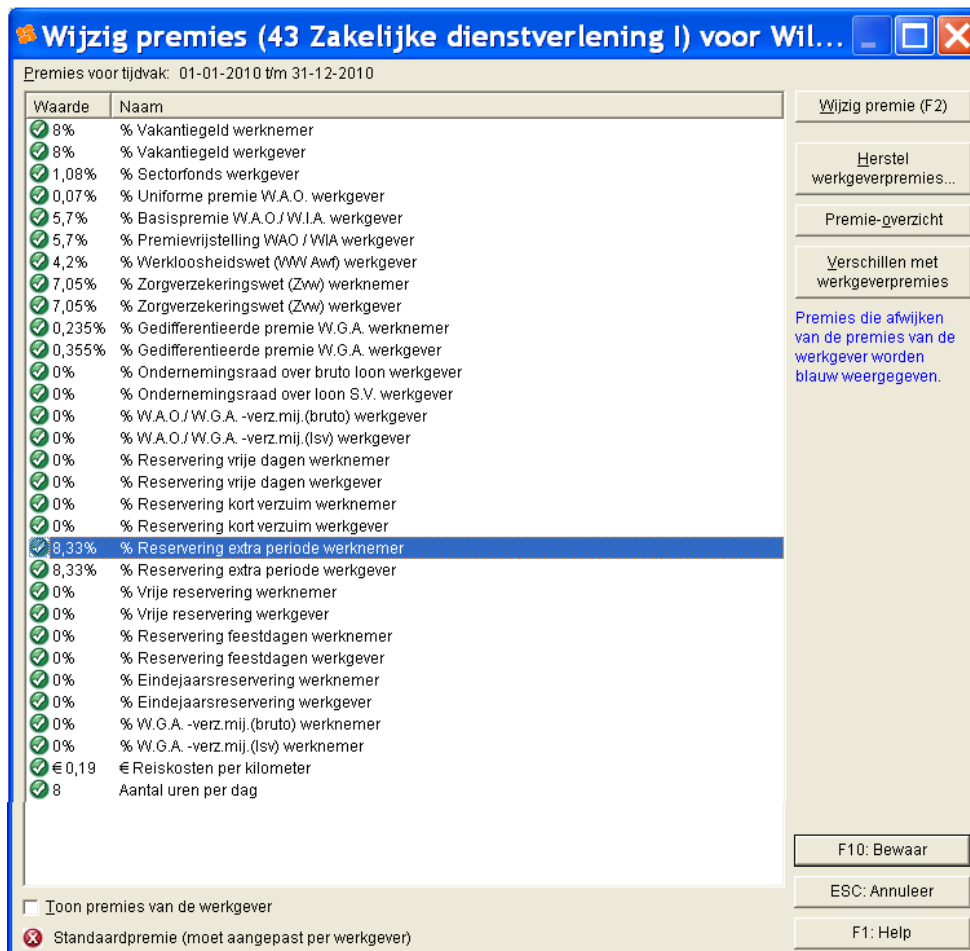 Wijzig premies (43 Zakelijke dienstverlening I) voor Wil...
Premies voor tijdvak: 01-01-2010 t/m 31-12-2010
Waarde Naam
8% % Vakantiegeld werknemer
8% % Vakantiegeld werkgever
1,08% % Sectorfonds werkgever
0,07% % Uniforme premie W.A.O. werkgever
5,7% % Basispremie W.A.O./ W.I.A. werkgever
5,7% % Premievrijstelling WAO / WIA werkgever
4,2% % Werkloosheidswet (WW Awf) werkgever
7,05% % Zorgverzekeringswet (Zvw) werknemer
7,05% % Zorgverzekeringswet (Zvw) werkgever
0,235% % Gedifferentieerde premie W.G.A. werknemer
0,355% % Gedifferentieerde premie W.G.A. werkgever
0% % Ondernemingsraad over bruto loon werkgever
0% % Ondernemingsraad over loon S.V. werkgever
0% % W.A.O./ W.G.A. -verz.mij.(bruto) werkgever
0% % W.A.O./ W.G.A. -verz.mij.(lsv) werkgever
0% % Reservering vrije dagen werknemer
0% % Reservering vrije dagen werkgever
0% % Reservering kort verzuim werknemer
0% % Reservering kort verzuim werkgever
8,33% % Reservering extra periode werknemer
8,33% % Reservering extra periode werkgever
0% % Vrije reservering werknemer
0% % Vrije reservering werkgever
0% % Reservering feestdagen werknemer
0% % Reservering feestdagen werkgever
0% % Eindejaarsreservering werknemer
0% % Eindejaarsreservering werkgever
0% % W.G.A. -verz.mij.(bruto) werknemer
0% % W.G.A. -verz.mij.(lsv) werknemer
€ 0,19 € Reiskosten per kilometer
8 Aantal uren per dag
Toon premies van de werkgever
Standaardpremie (moet aangepast per werkgever)
Wijzig premie (F2)
Herstel
werkgeverpremies...
Premie-overzicht
Verschillen met
werkgeverpremies
Premies die afwijken
van de premies van de
werkgever worden
blauw weergegeven.
F10: Bewaar
ESC: Annuleer
F1: Help